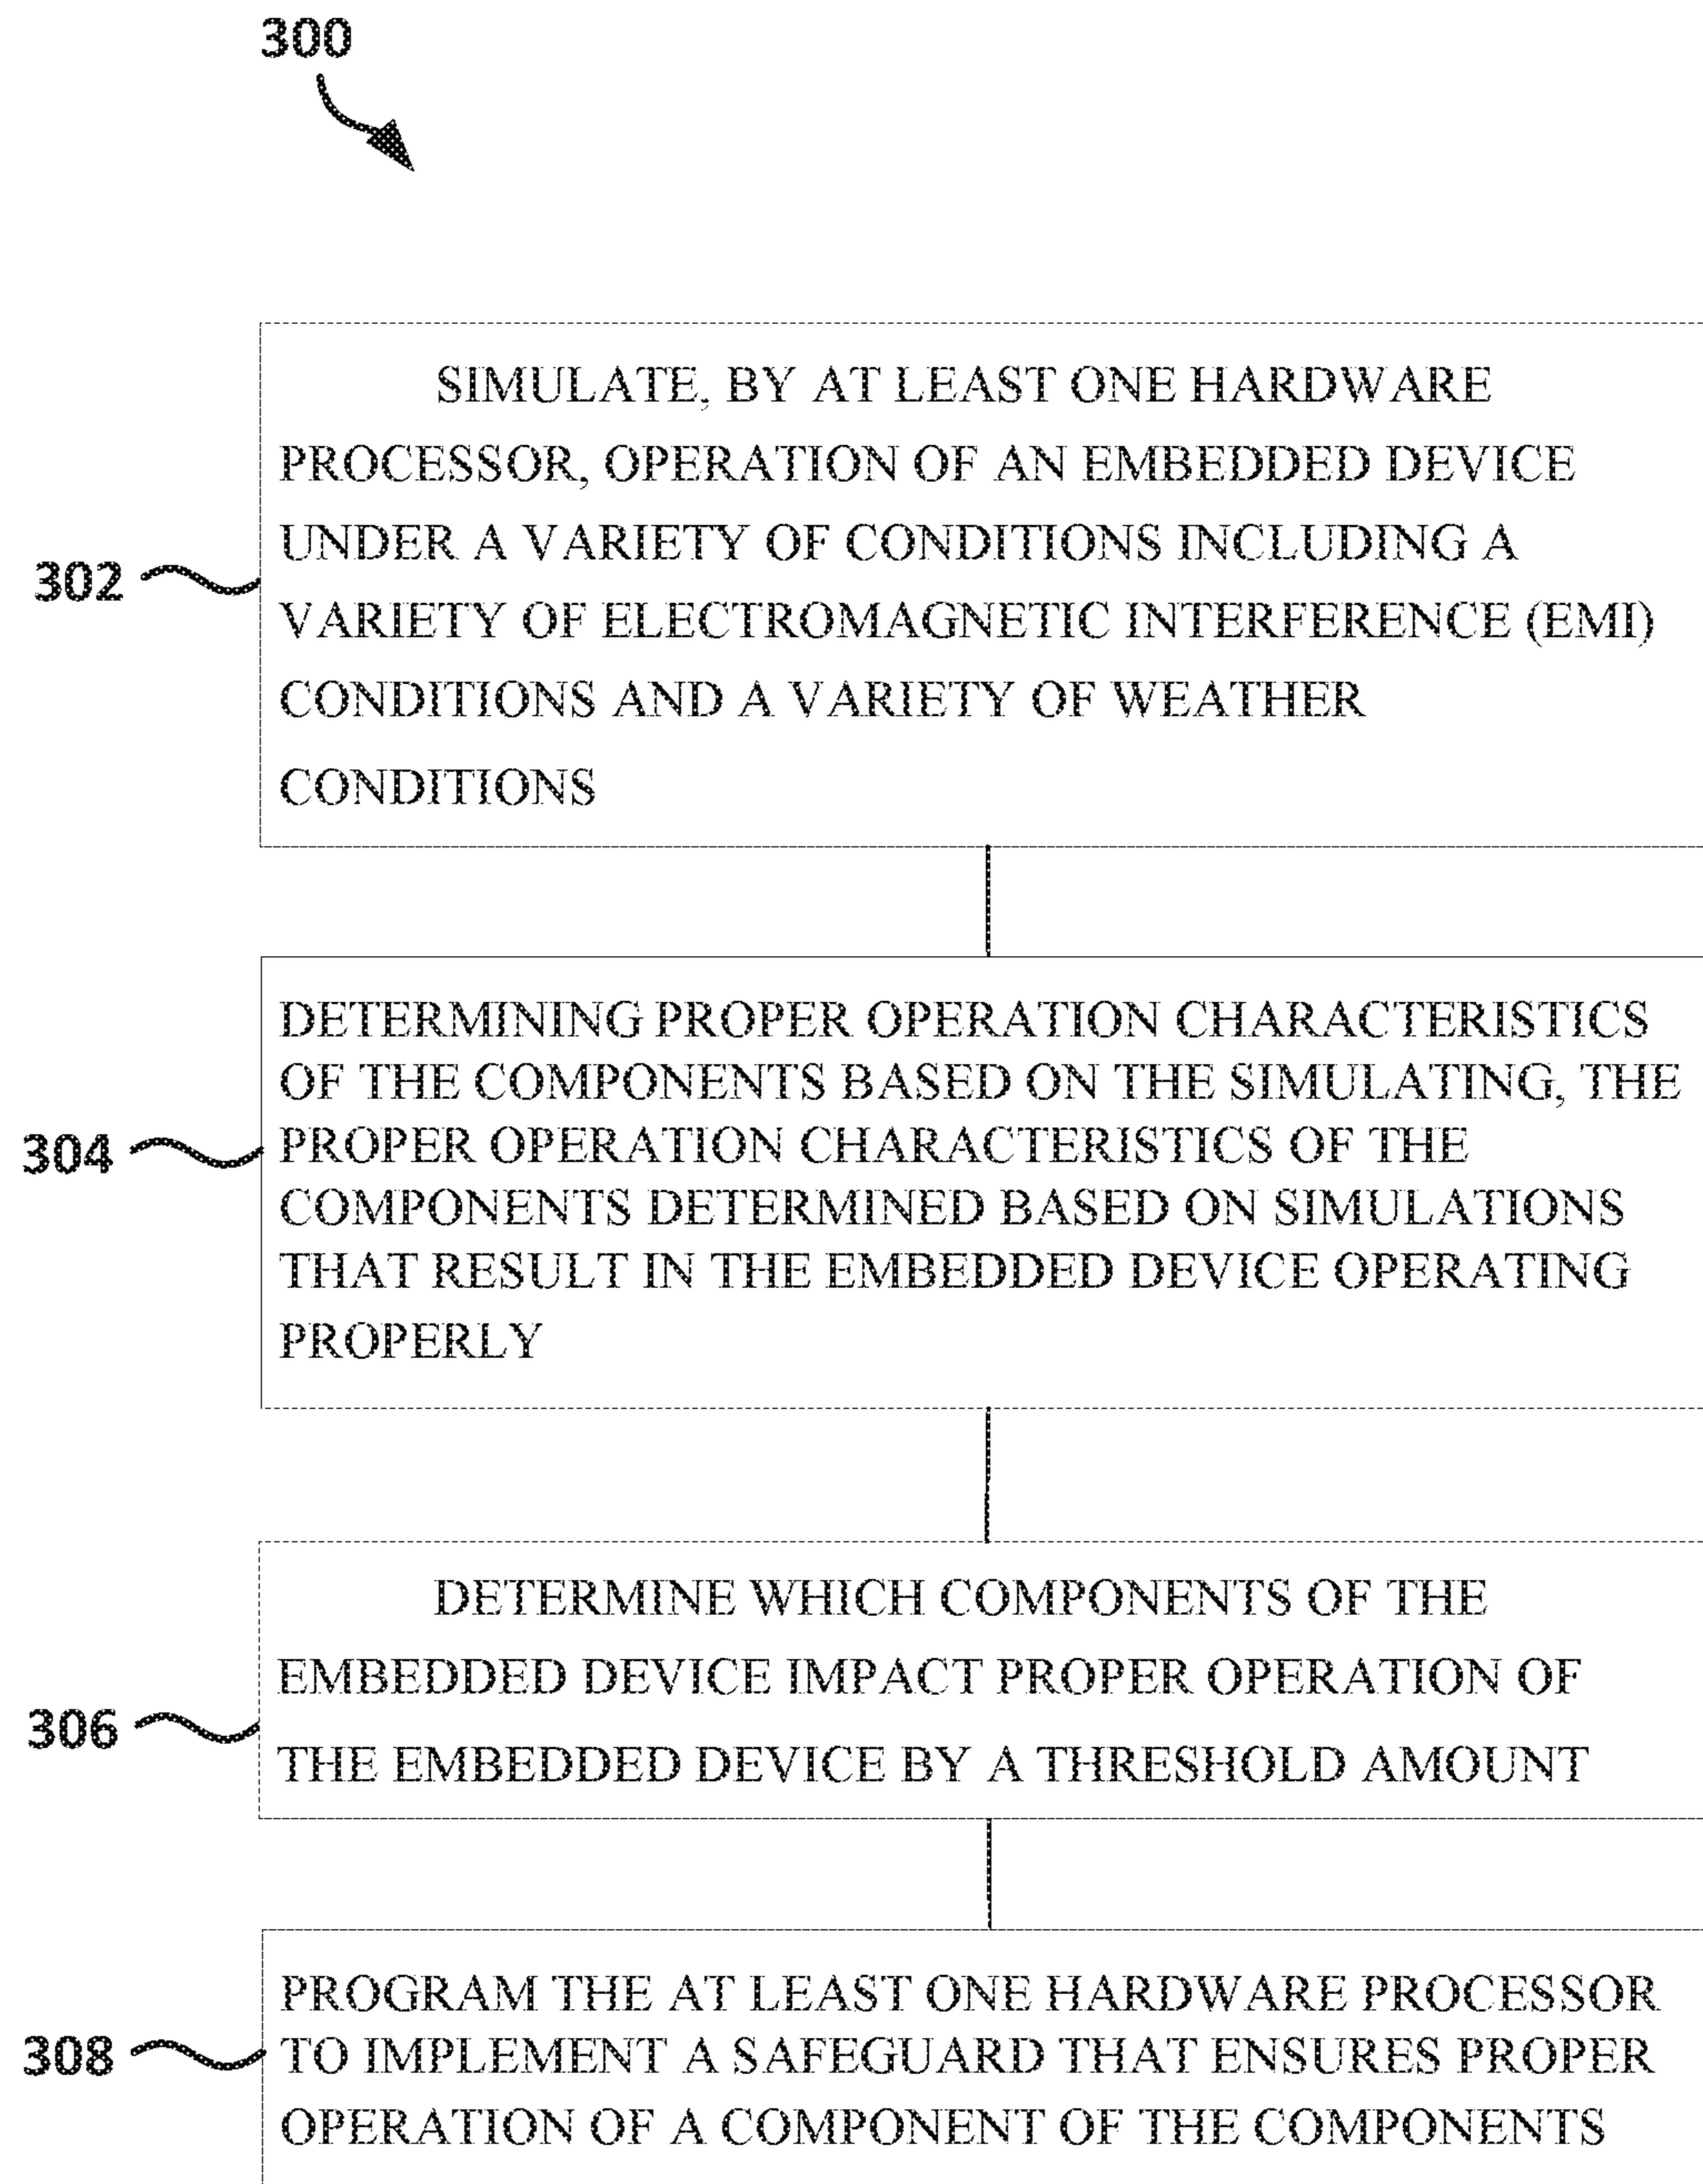 300
SIMULATE, BY AT LEAST ONE HARDWARE
PROCESSOR, OPERATION OF AN EMBEDDED DEVICE
UNDER A VARIETY OF CONDITIONS INCLUDING A
302
VARIETY OF ELECTROMAGNETIC INTERFERENCE (EMI)
CONDITIONS AND A VARIETY OF WEATHER
CONDITIONS
DETERMINING PROPER OPERATION CHARACTERISTICS
OF THE COMPONENTS BASED ON THE SIMULATING, THE
304
PROPER OPERATION CHARACTERISTICS OF THE
COMPONENTS DETERMINED BASED ON SIMULATIONS
THAT RESULT IN THE EMBEDDED DEVICE OPERATING
PROPERLY
DETERMINE WHICH COMPONENTS OF THE
EMBEDDED DEVICE IMPACT PROPER OPERATION OF
306
THE EMBEDDED DEVICE BY A THRESHOLD AMOUNT
PROGRAM THE AT LEAST ONE HARDWARE PROCESSOR
308
TO IMPLEMENT A SAFEGUARD THAT ENSURES PROPER
OPERATION OF A COMPONENT OF THE COMPONENTS